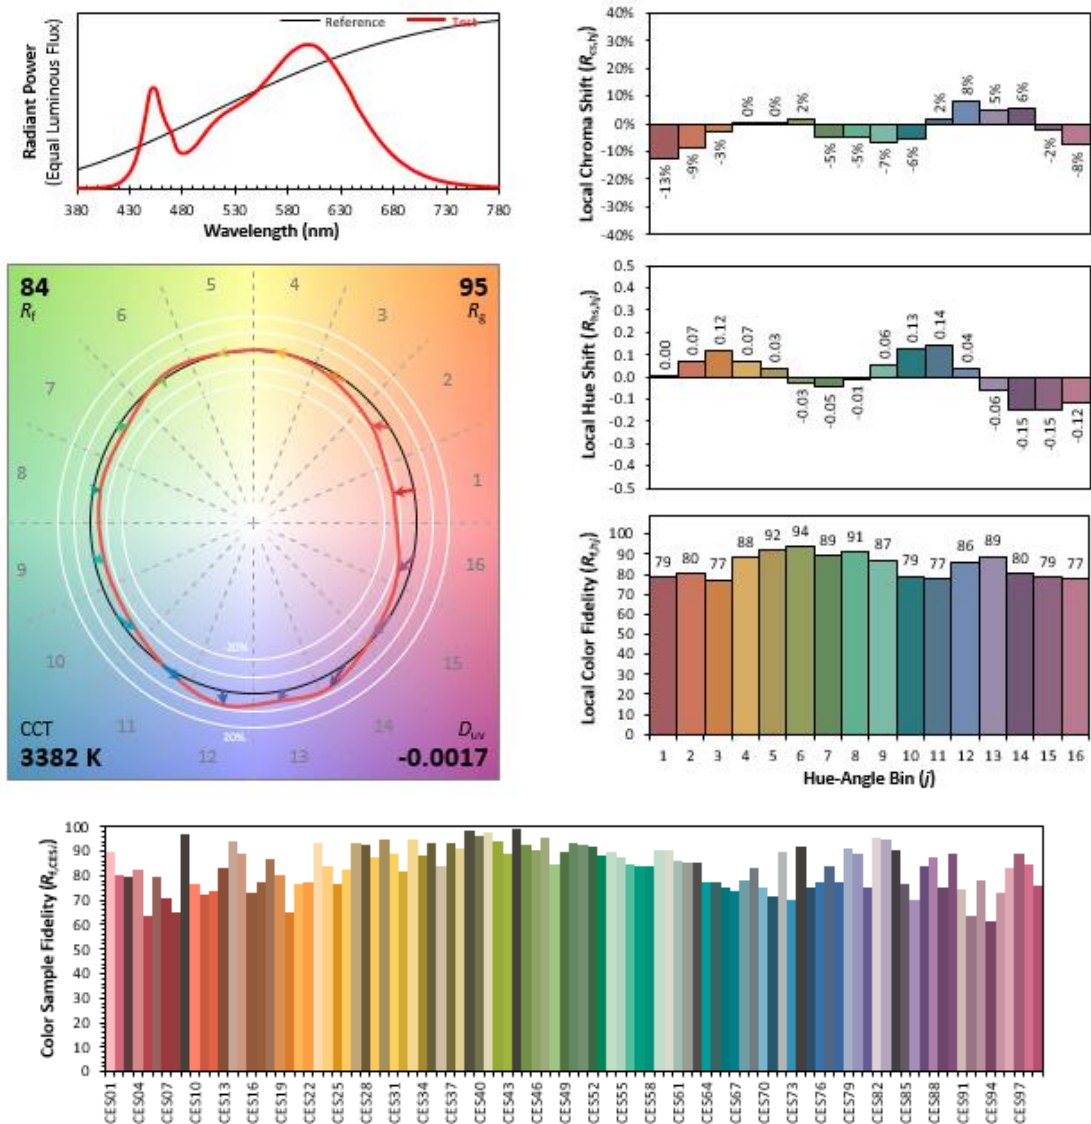 Radiant Power
(Equal Luminous Flux)
Reference
Test
380 430 480 530 580 630 680 730 780
Wavelength (nm)
Local Chroma Shift (Rcs,hj)
40%
30%
20%
10%
0%
-10%
-20%
-30%
-40%
-13% -9% -3% 0% 0% 2% -5% -5% -7% -6% 2% 8% 5% 6% -2% -8%
84
Rf
95
Rg
5 4
6 3
7 2
8 1
9 16
10 15
11 14
12 13
-20%
20%
CCT
3382 K
Duv
-0.0017
Local Hue Shift (Rhs,hj)
0.5
0.4
0.3
0.2
0.1
0.0
-0.1
-0.2
-0.3
-0.4
-0.5
0.00 0.07 0.12 0.07 0.03 -0.03 -0.05 -0.01 0.06 0.13 0.14 0.04 -0.06 -0.15 -0.15 -0.12
Local Color Fidelity (Rf,hj)
100
90
80
70
60
50
40
30
20
10
0
79 80 77 88 92 94 89 91 87 79 77 86 89 80 79 77
1 2 3 4 5 6 7 8 9 10 11 12 13 14 15 16
Hue-Angle Bin (j)
Color Sample Fidelity (Rf,CESi)
100
90
80
70
60
50
40
30
20
10
0
CES01 CES04 CES07 CES10 CES13 CES16 CES19 CES22 CES25 CES28 CES31 CES34 CES37 CES40 CES43 CES46 CES49 CES52 CES55 CES58 CES61 CES64 CES67 CES70 CES73 CES76 CES79 CES82 CES85 CES88 CES91 CES94 CES97